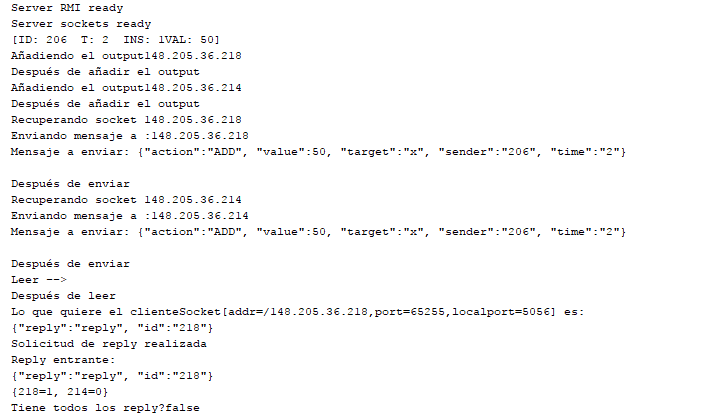 Server RMI ready
Server sockets ready
[ID: 206  T: 2  INS: 1VAL: 50]
Añadiendo el output148.205.36.218
Después de añadir el output
Añadiendo el output148.205.36.214
Después de añadir el output
Recuperando socket 148.205.36.218
Enviando mensaje a :148.205.36.218
Mensaje a enviar: {"action":"ADD", "value":50, "target":"x", "sender":"206", "time":"2"}
Después de enviar
Recuperando socket 148.205.36.214
Enviando mensaje a :148.205.36.214
Mensaje a enviar: {"action":"ADD", "value":50, "target":"x", "sender":"206", "time":"2"}
Después de enviar
Leer -->
Después de leer
Lo que quiere el clienteSocket[addr=/148.205.36.218,port=65255,localport=5056] es:
{"reply":"reply", "id":"218"}
Solicitud de reply realizada
Reply entrante:
{"reply":"reply", "id":"218"}
{218=1, 214=0}
Tiene todos los reply?false